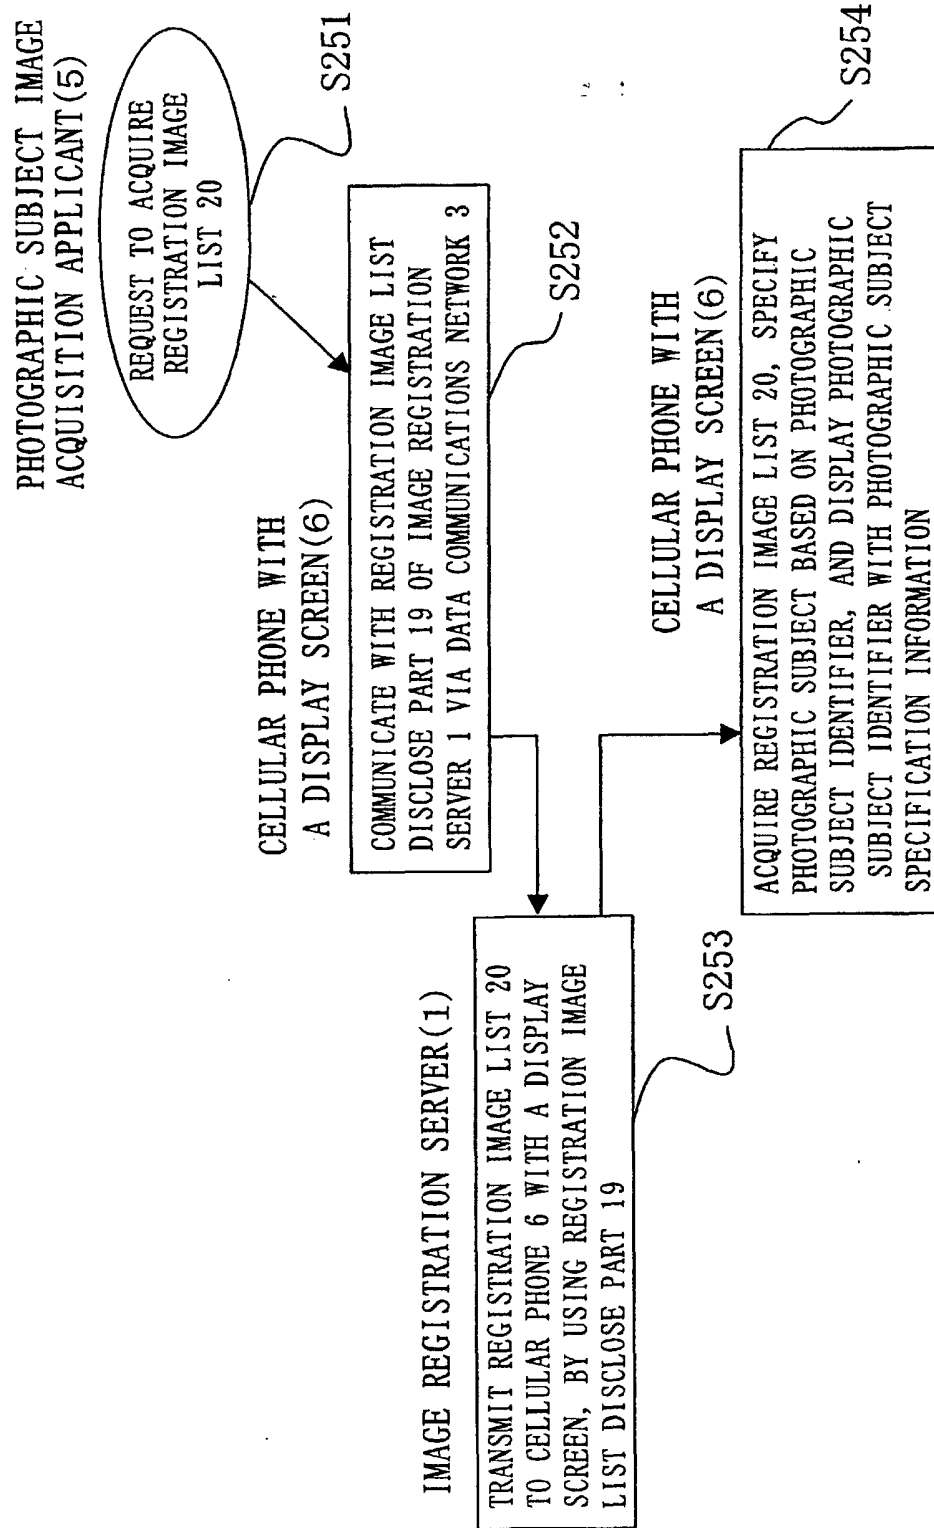 PHOTOGRAPHIC SUBJECT IMAGE
ACQUISITION APPLICANT(5)
REQUEST TO ACQUIRE
REGISTRATION IMAGE
LIST 20
S251
CELLULAR PHONE WITH
A DISPLAY SCREEN(6)
COMMUNICATE WITH REGISTRATION IMAGE LIST
DISCLOSE PART 19 OF IMAGE REGISTRATION
SERVER 1 VIA DATA COMMUNICATIONS NETWORK 3
S252
IMAGE REGISTRATION SERVER(1)
TRANSMIT REGISTRATION IMAGE LIST 20
TO CELLULAR PHONE 6 WITH A DISPLAY
SCREEN, BY USING REGISTRATION IMAGE
LIST DISCLOSE PART 19
S253
CELLULAR PHONE WITH
A DISPLAY SCREEN(6)
ACQUIRE REGISTRATION IMAGE LIST 20, SPECIFY
PHOTOGRAPHIC SUBJECT BASED ON PHOTOGRAPHIC
SUBJECT IDENTIFIER, AND DISPLAY PHOTOGRAPHIC
SUBJECT IDENTIFIER WITH PHOTOGRAPHIC SUBJECT
SPECIFICATION INFORMATION
S254